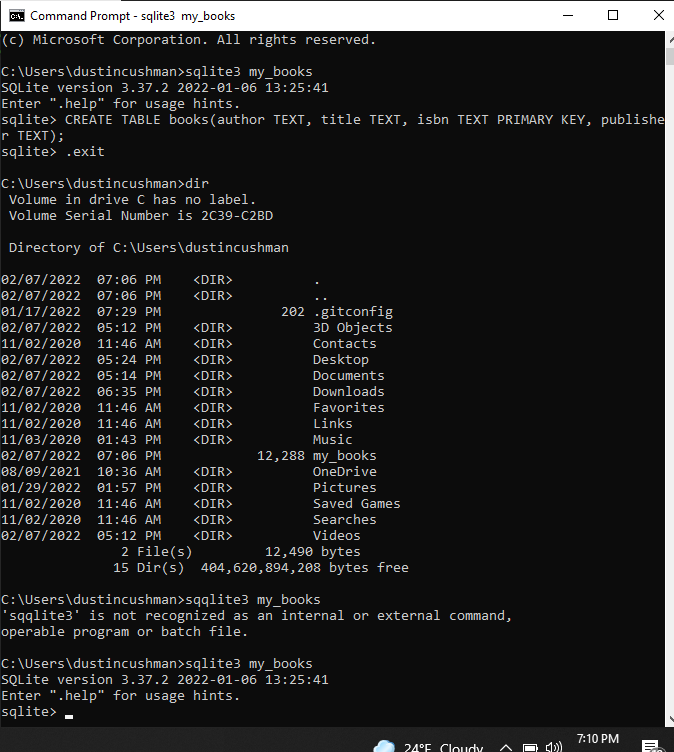 Command Prompt - sqlite3 my_books
(c) Microsoft Corporation. All rights reserved.
C:\Users\dustincushman>sqlite3 my_books
SQLite version 3.37.2 2022-01-06 13:25:41
Enter ".help" for usage hints.
sqlite> CREATE TABLE books(author TEXT, title TEXT, isbn TEXT PRIMARY KEY, publishe
r TEXT);
sqlite> .exit
C:\Users\dustincushman>dir
Volume in drive C has no label.
Volume Serial Number is 2C39-C2BD
Directory of C:\Users\dustincushman
02/07/2022 07:06 PM <DIR> .
02/07/2022 07:06 PM <DIR> ..
01/17/2022 07:29 PM 202 .gitconfig
02/07/2022 05:12 PM <DIR> 3D Objects
11/02/2020 11:46 AM <DIR> Contacts
02/07/2022 05:24 PM <DIR> Desktop
02/07/2022 05:14 PM <DIR> Documents
02/07/2022 06:35 PM <DIR> Downloads
11/02/2020 11:46 AM <DIR> Favorites
11/02/2020 11:46 AM <DIR> Links
11/03/2020 01:43 PM <DIR> Music
02/07/2022 07:06 PM 12,288 my_books
08/09/2021 10:36 AM <DIR> OneDrive
01/29/2022 01:57 PM <DIR> Pictures
11/02/2020 11:46 AM <DIR> Saved Games
11/02/2020 11:46 AM <DIR> Searches
02/07/2022 05:12 PM <DIR> Videos
2 File(s) 12,490 bytes
15 Dir(s) 404,620,894,208 bytes free
C:\Users\dustincushman>sqqlite3 my_books
'sqqlite3' is not recognized as an internal or external command,
operable program or batch file.
C:\Users\dustincushman>sqlite3 my_books
SQLite version 3.37.2 2022-01-06 13:25:41
Enter ".help" for usage hints.
sqlite>
24°F Cloudy
7:10 PM